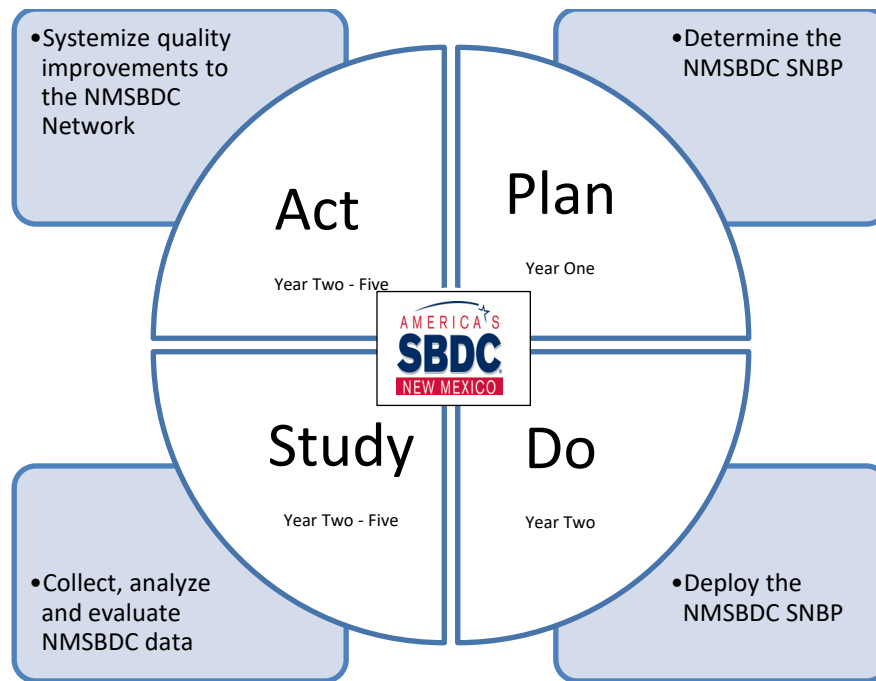 •Systemize quality
improvements to
the NMSBDC
Network
•Determine the
NMSBDC SNBP
Act
Year Two - Five
Plan
Year One
AMERICA'S
SBDC
NEW MEXICO
Study
Year Two - Five
Do
Year Two
•Collect, analyze
and evaluate
NMSBDC data
•Deploy the
NMSBDC SNBP